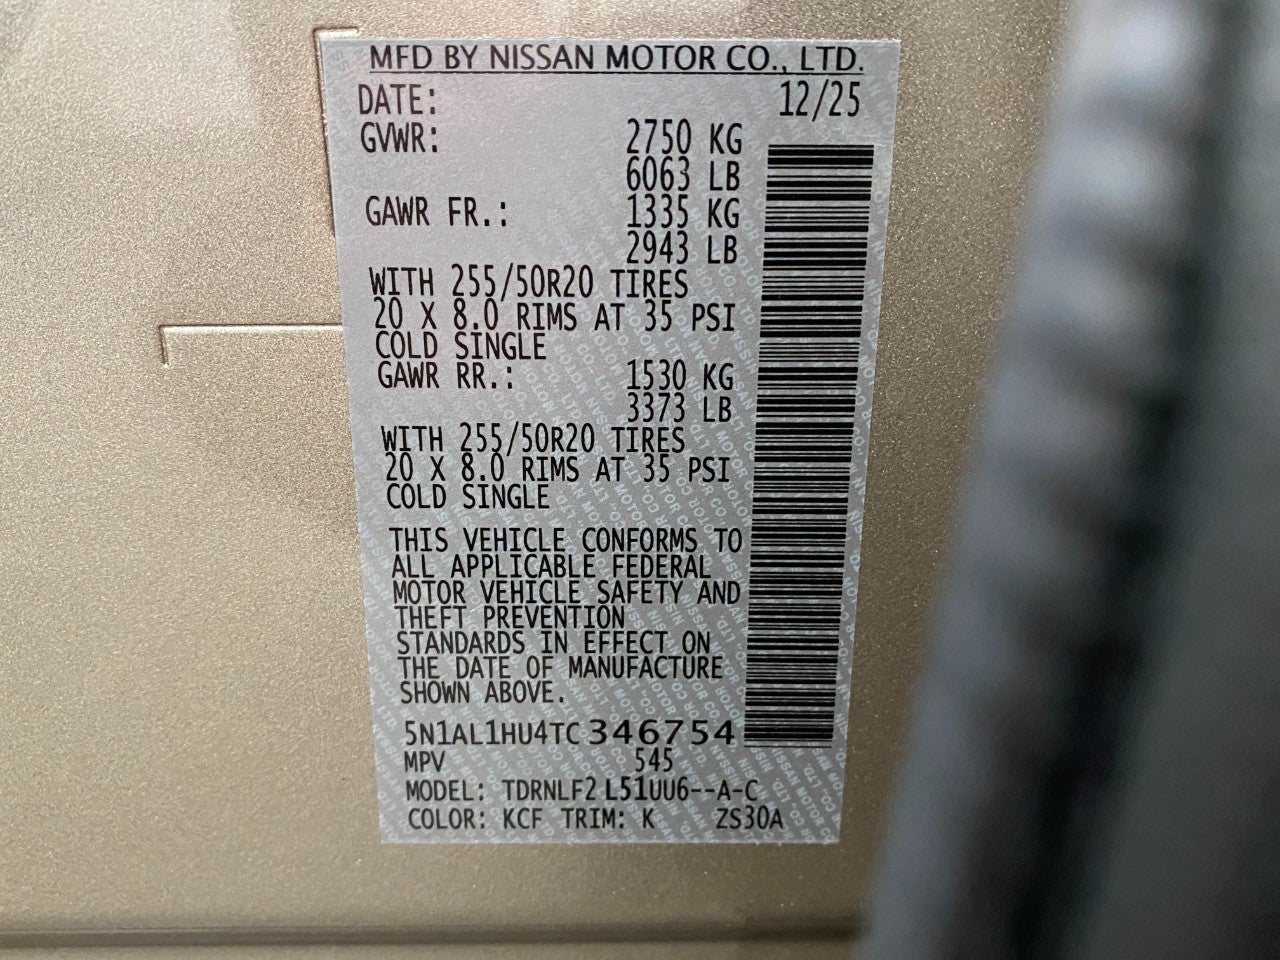 MFD BY NISSAN MOTOR CO., LTD.
DATE: 12/25
GVWR: 2750 KG
6063 LB
GAWR FR.: 1335 KG
2943 LB
WITH 255/50R20 TIRES
20 X 8.0 RIMS AT 35 PSI
COLD SINGLE
GAWR RR.: 1530 KG
3373 LB
WITH 255/50R20 TIRES
20 X 8.0 RIMS AT 35 PSI
COLD SINGLE
THIS VEHICLE CONFORMS TO
ALL APPLICABLE FEDERAL
MOTOR VEHICLE SAFETY AND
THEFT PREVENTION
STANDARDS IN EFFECT ON
THE DATE OF MANUFACTURE
SHOWN ABOVE.
5N1AL1HU4TC346754
MPV 545
MODEL: TDRNLF2 L51UU6--A-C
COLOR: KCF TRIM: K ZS30A